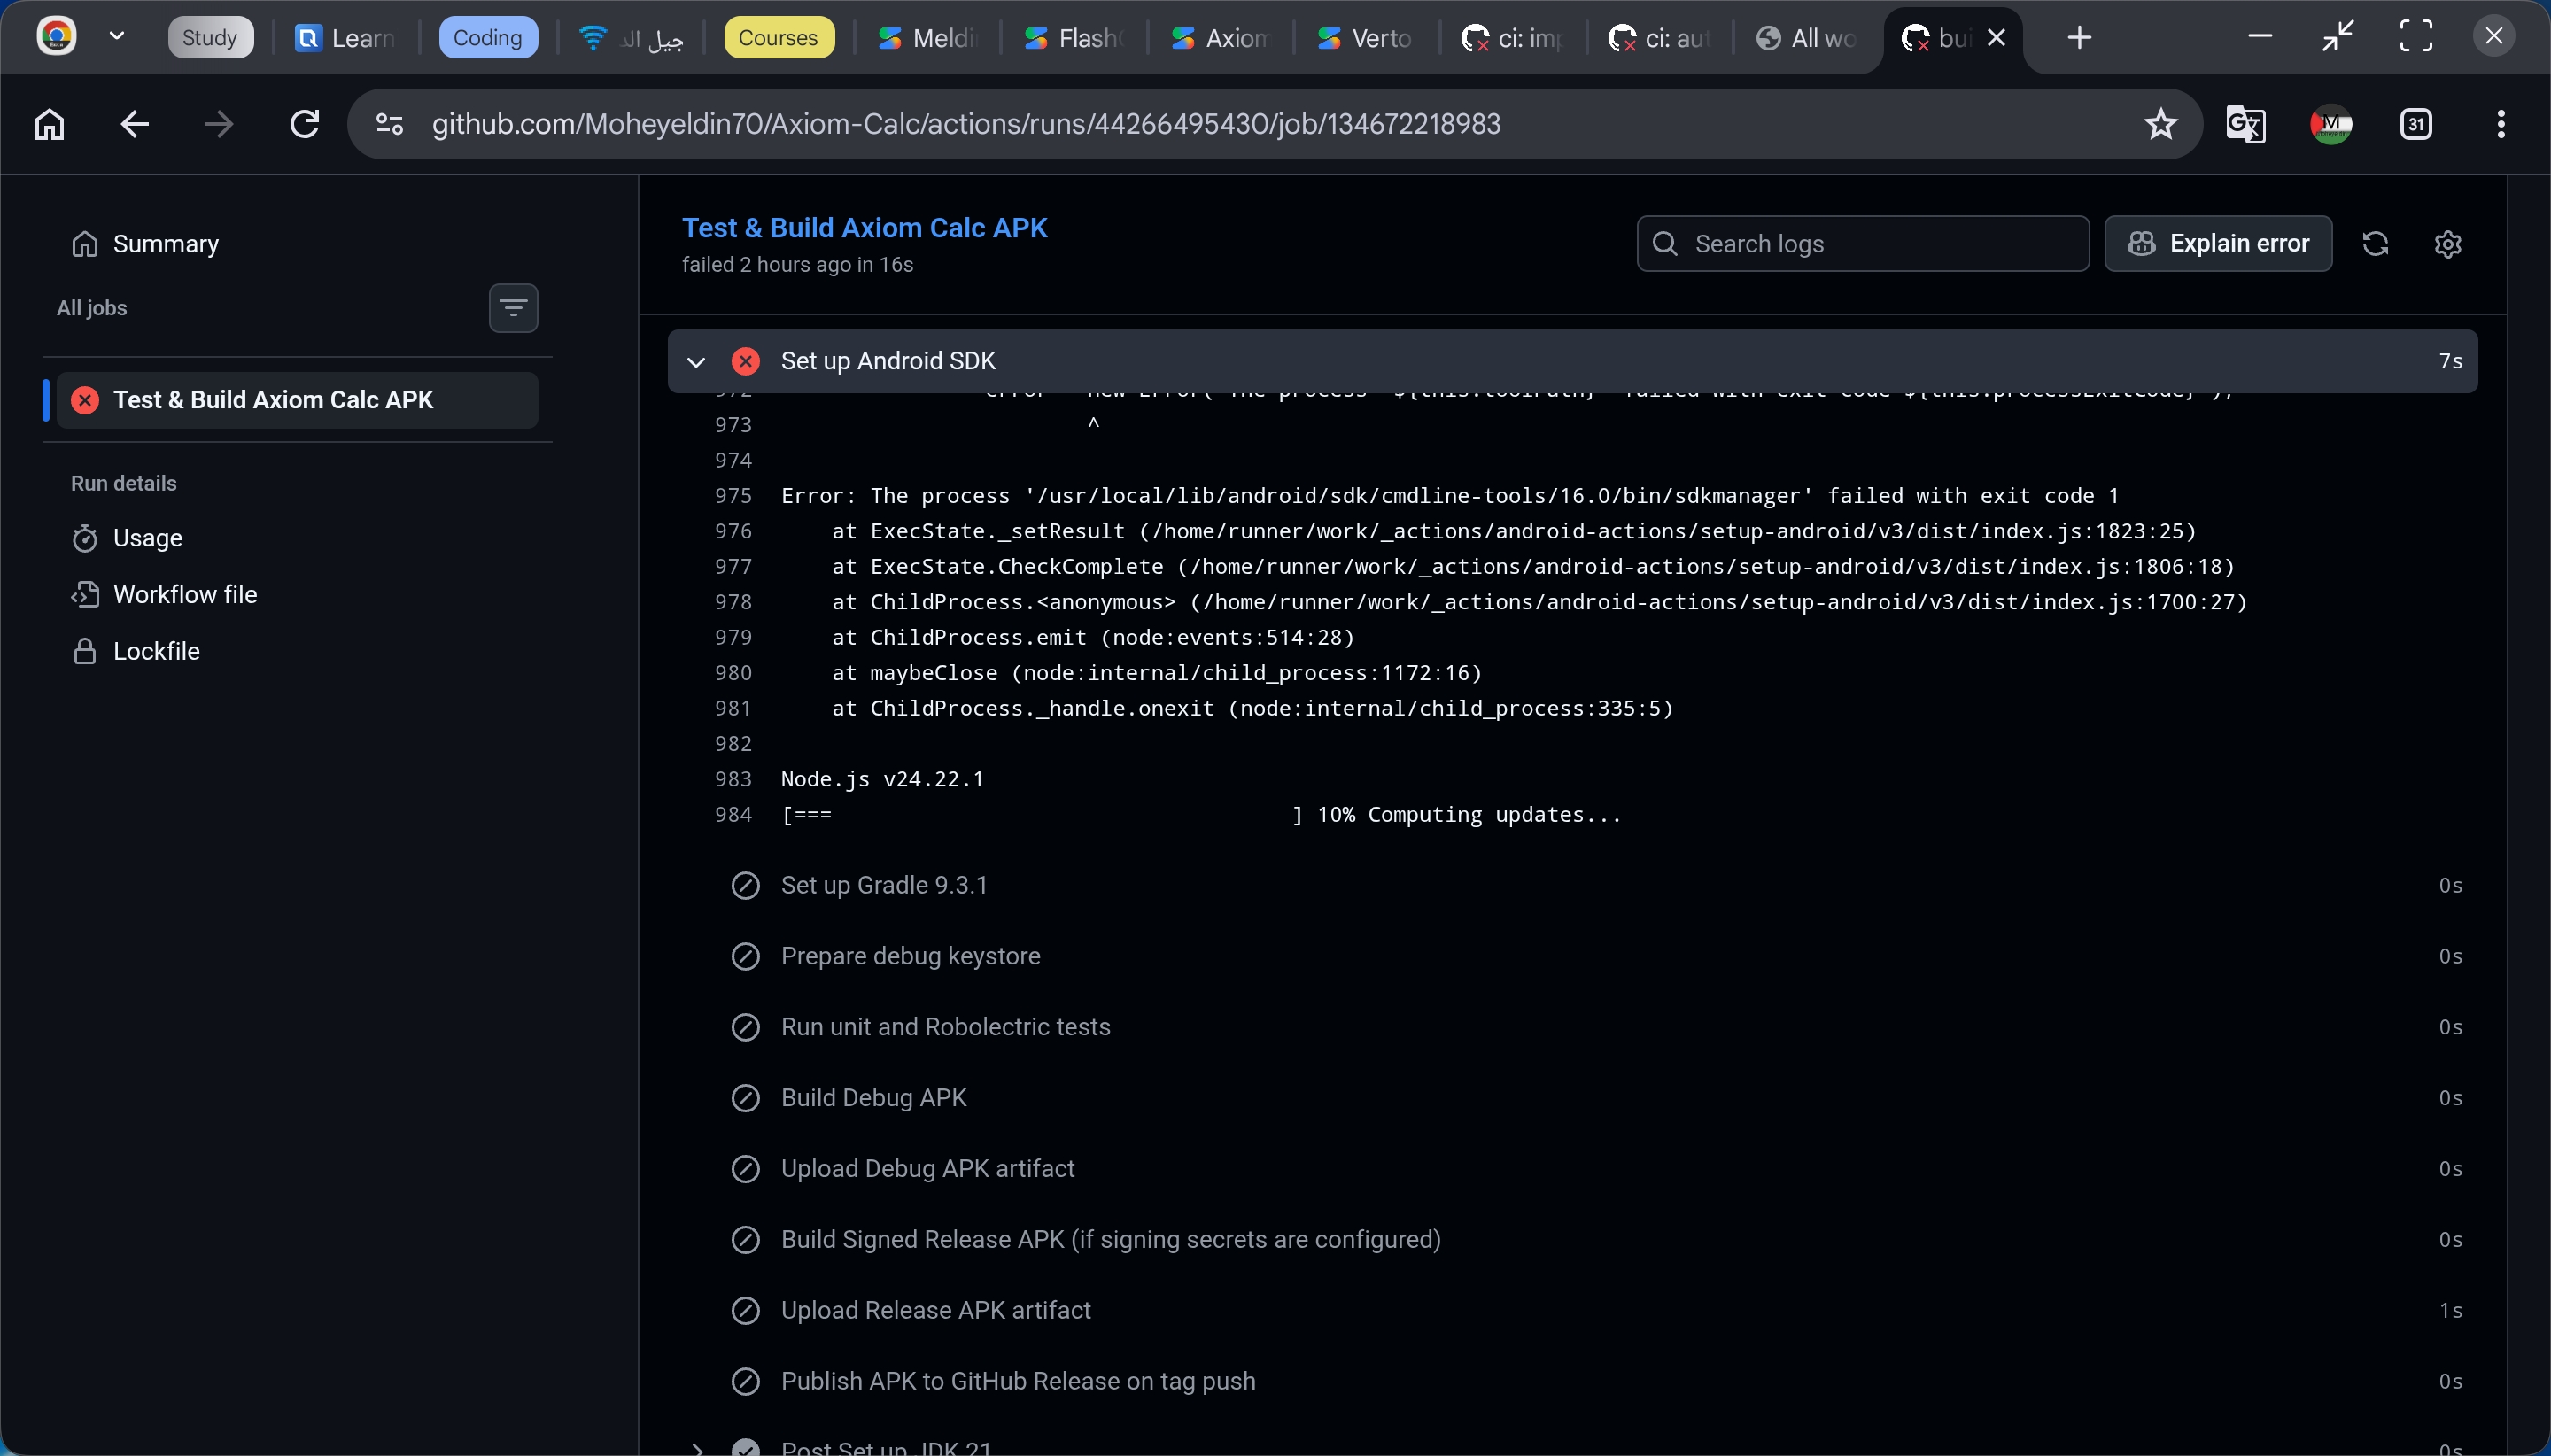 Study
Learn
Coding
جيل الد
Courses
Meldi
Flash
Axiom
Verto
ci: imp
ci: aut
All wo
bui
github.com/Moheyeldin70/Axiom-Calc/actions/runs/44266495430/job/134672218983
31
Summary
All jobs
Test & Build Axiom Calc APK
Run details
Usage
Workflow file
Lockfile
Test & Build Axiom Calc APK
failed 2 hours ago in 16s
Search logs
Explain error
Set up Android SDK
7s
973 ^
974
975 Error: The process '/usr/local/lib/android/sdk/cmdline-tools/16.0/bin/sdkmanager' failed with exit code 1
976 at ExecState._setResult (/home/runner/work/_actions/android-actions/setup-android/v3/dist/index.js:1823:25)
977 at ExecState.CheckComplete (/home/runner/work/_actions/android-actions/setup-android/v3/dist/index.js:1806:18)
978 at ChildProcess.<anonymous> (/home/runner/work/_actions/android-actions/setup-android/v3/dist/index.js:1700:27)
979 at ChildProcess.emit (node:events:514:28)
980 at maybeClose (node:internal/child_process:1172:16)
981 at ChildProcess._handle.onexit (node:internal/child_process:335:5)
982
983 Node.js v24.22.1
984 [=== ] 10% Computing updates...
Set up Gradle 9.3.1 0s
Prepare debug keystore 0s
Run unit and Robolectric tests 0s
Build Debug APK 0s
Upload Debug APK artifact 0s
Build Signed Release APK (if signing secrets are configured) 0s
Upload Release APK artifact 1s
Publish APK to GitHub Release on tag push 0s
Post Set up JDK 21 0s